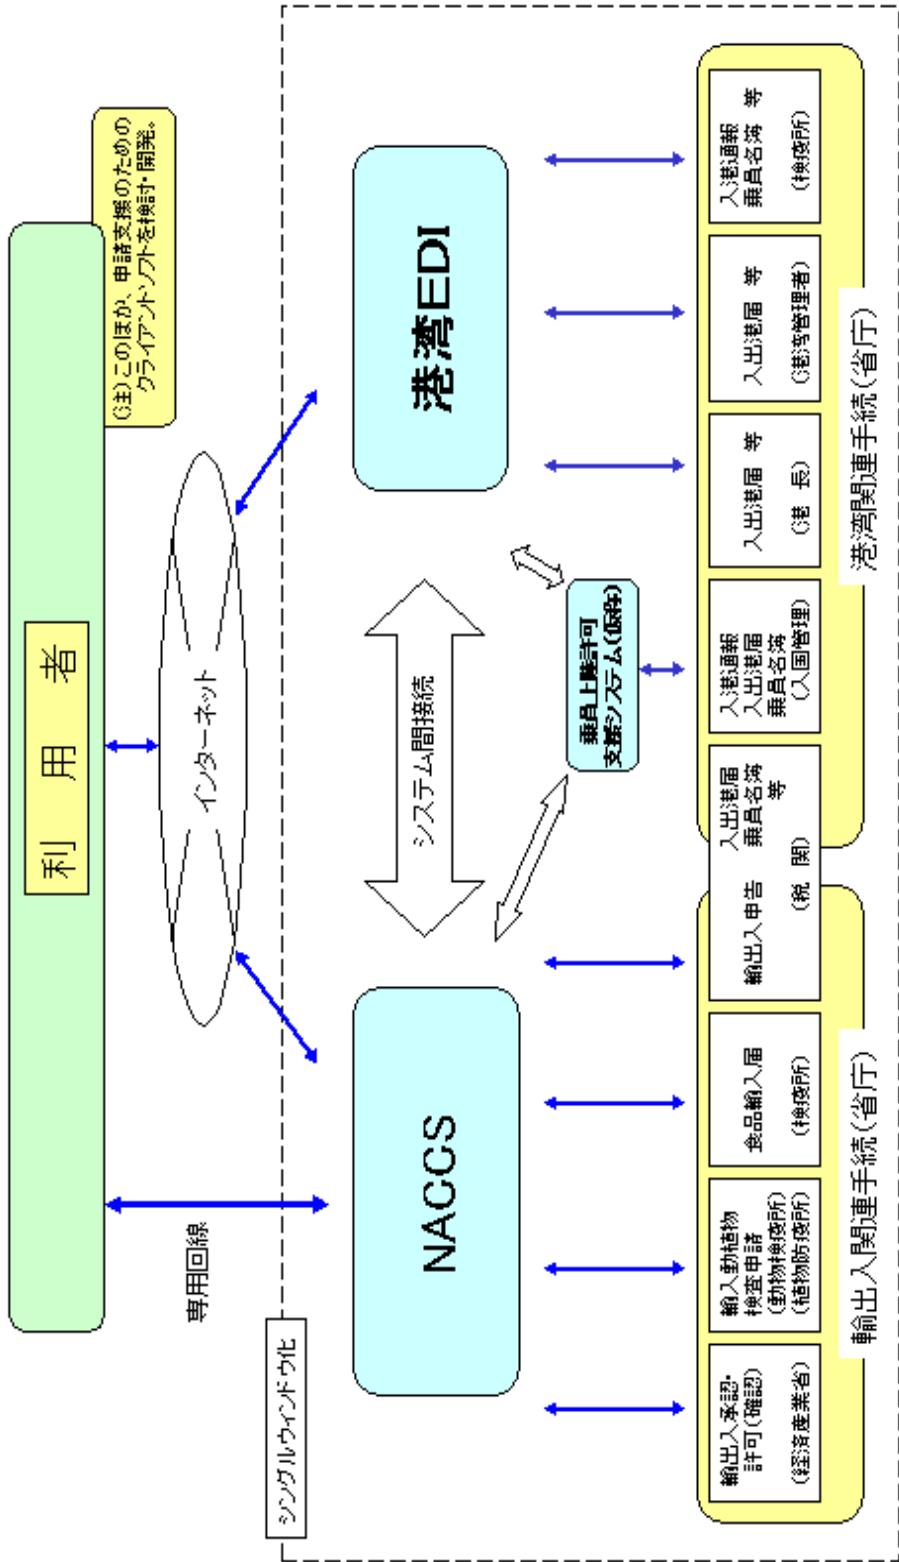 利用者
(注)このほか、申請支援のための
クライアントソフトを検討・開発。
専用回線
インターネット
シングルウィンドウ化
NACCS
システム間接続
港湾EDI
乗員上陸許可
支援システム(仮称)
輸出入承認・
許可(確認)
(経済産業省)
輸入動植物
検査申請
(動物検疫所)
(植物防疫所)
食品輸入届
(検疫所)
輸出入申告
入出港届
乗員名簿
等
(税 関)
入港通報
入出港届
乗員名簿
(入国管理)
入出港届 等
(港 長)
入出港届 等
(港湾管理者)
入港通報
乗員名簿 等
(検疫所)
輸出入関連手続(省庁)
港湾関連手続(省庁)